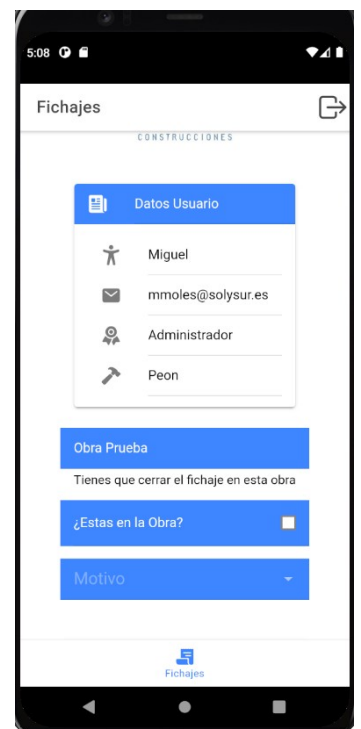 5:08
Fichajes
CONSTRUCCIONES
Datos Usuario
Miguel
mmoles@solysur.es
Administrador
Peon
Obra Prueba
Tienes que cerrar el fichaje en esta obra
¿Estas en la Obra?
Motivo
Fichajes